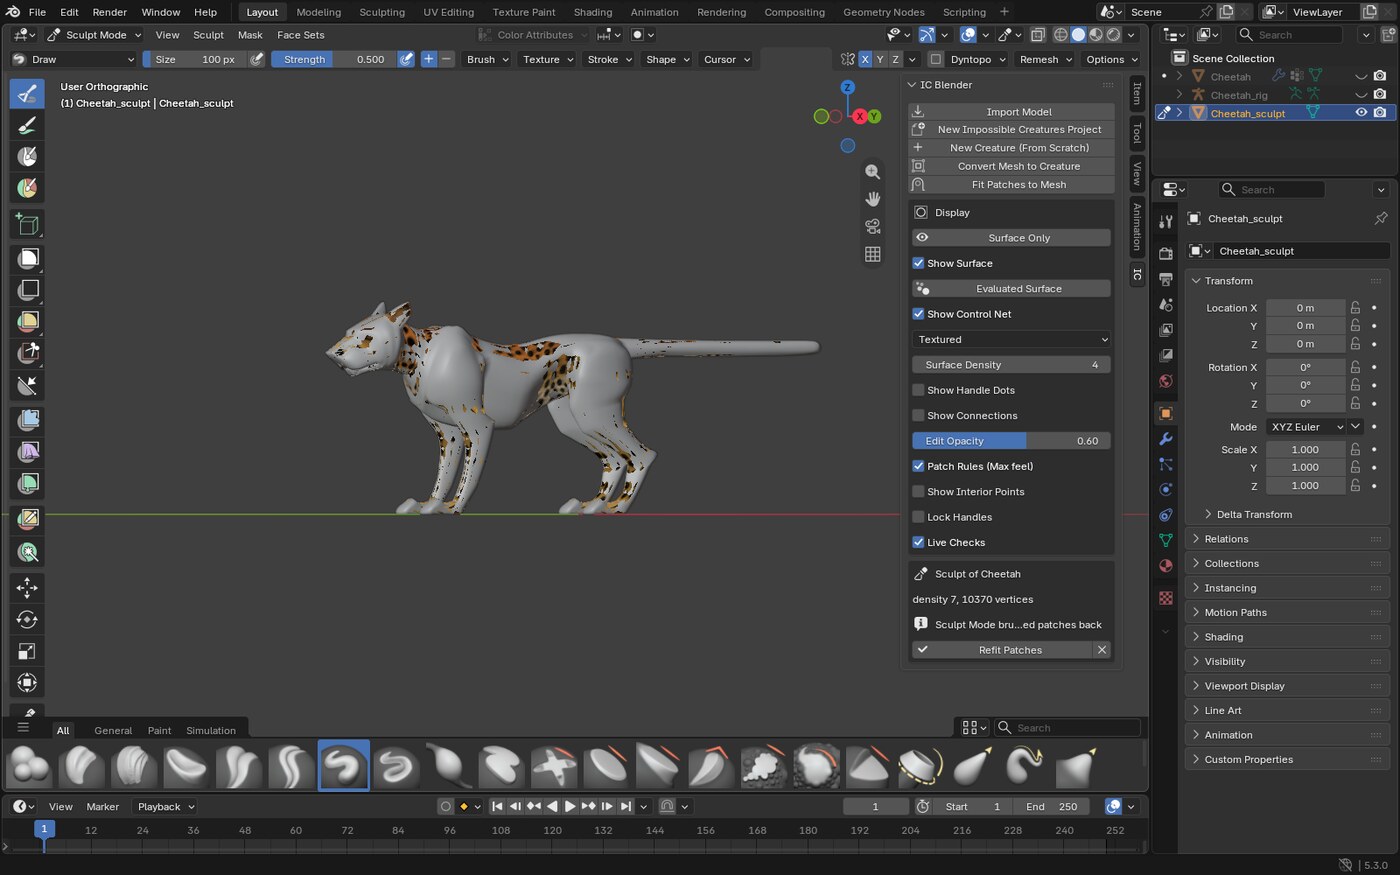 File Edit Render Window Help Layout Modeling Sculpting UV Editing Texture Paint Shading Animation Rendering Compositing Geometry Nodes Scripting + Scene ViewLayer
Sculpt Mode View Sculpt Mask Face Sets Color Attributes Search
Draw Size 100 px Strength 0.500 Brush Texture Stroke Shape Cursor X Y Z Dyntopo Remesh Options
User Orthographic
(1) Cheetah_sculpt | Cheetah_sculpt
Z
X
Y
IC Blender
Import Model
New Impossible Creatures Project
New Creature (From Scratch)
Convert Mesh to Creature
Fit Patches to Mesh
Display
Surface Only
Show Surface
Evaluated Surface
Show Control Net
Textured
Surface Density 4
Show Handle Dots
Show Connections
Edit Opacity 0.60
Patch Rules (Max feel)
Show Interior Points
Lock Handles
Live Checks
Sculpt of Cheetah
density 7, 10370 vertices
Sculpt Mode bru...ed patches back
Refit Patches
Item
Tool
View
Animation
IC
Scene Collection
Cheetah
Cheetah_rig
Cheetah_sculpt
Search
Cheetah_sculpt
Cheetah_sculpt
Transform
Location X 0 m
Y 0 m
Z 0 m
Rotation X 0°
Y 0°
Z 0°
Mode XYZ Euler
Scale X 1.000
Y 1.000
Z 1.000
Delta Transform
Relations
Collections
Instancing
Motion Paths
Shading
Visibility
Viewport Display
Line Art
Animation
Custom Properties
All General Paint Simulation Search
View Marker Playback 1 Start 1 End 250
1 12 24 36 48 60 72 84 96 108 120 132 144 156 168 180 192 204 216 228 240 252
5.3.0